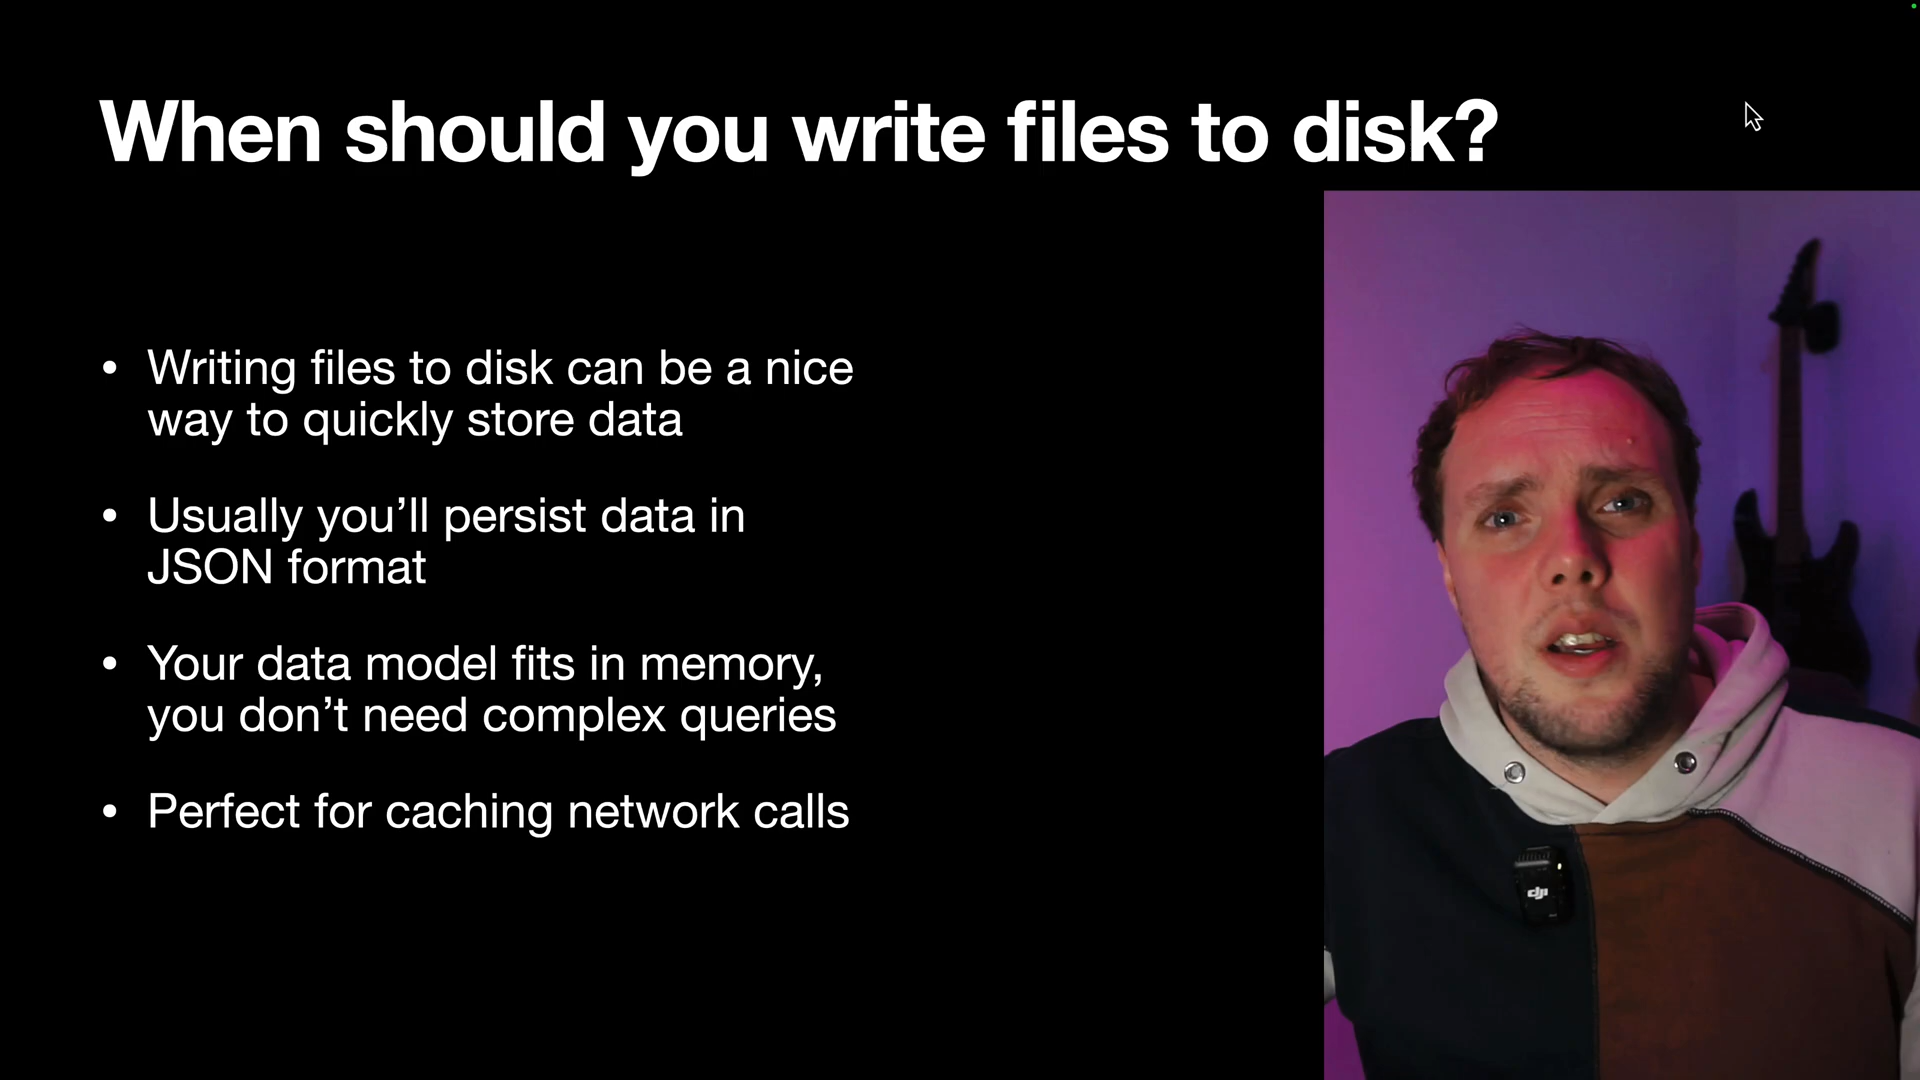 When should you write files to disk?
• Writing files to disk can be a nice
way to quickly store data
• Usually you’ll persist data in
JSON format
• Your data model fits in memory,
you don’t need complex queries
• Perfect for caching network calls
dji